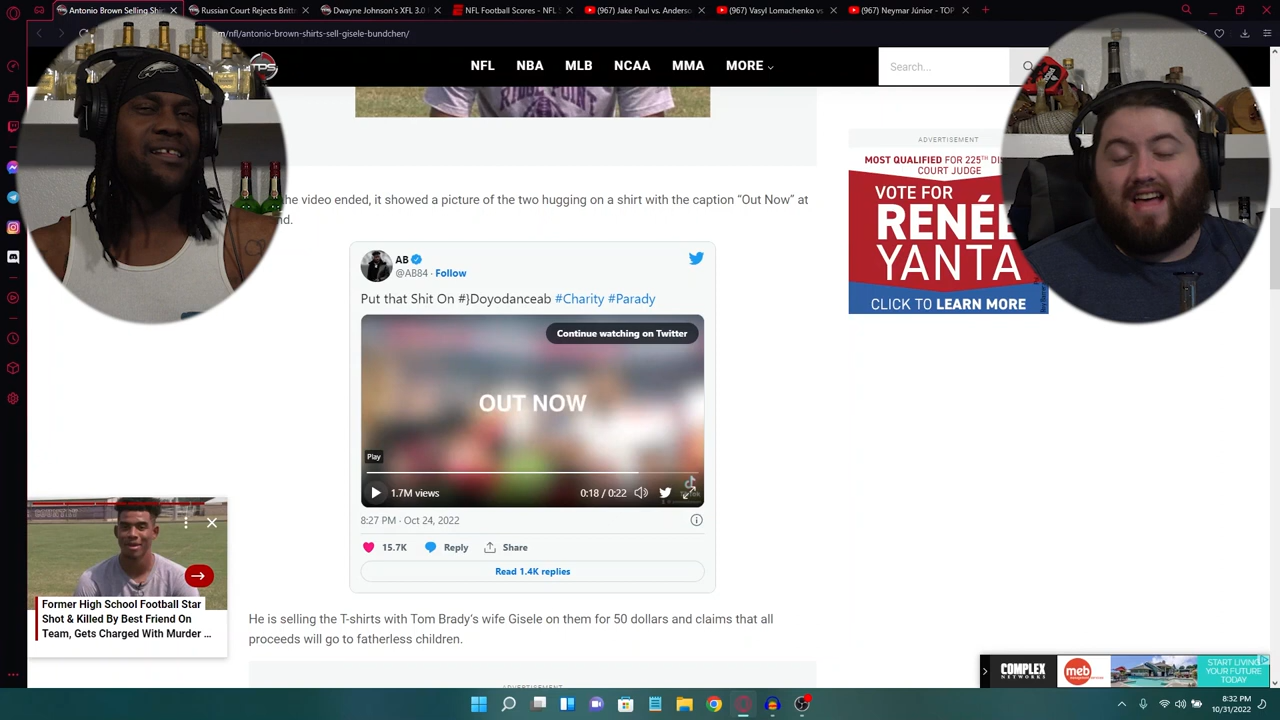 Antonio Brown Selling Shir
Russian Court Rejects Britt
Dwayne Johnson's XFL 3.0
NFL Football Scores - NFL
(967) Jake Paul vs. Anders
(967) Vasyl Lomachenko vs
(967) Neymar Júnior - TOP
m/nfl/antonio-brown-shirts-sell-gisele-bundchen/
TPS
NFL
NBA
MLB
NCAA
MMA
MORE
Search...
ADVERTISEMENT
MOST QUALIFIED FOR 225TH DIS
COURT JUDGE
VOTE FOR
RENÉE
YANTA
CLICK TO LEARN MORE
he video ended, it showed a picture of the two hugging on a shirt with the caption “Out Now” at
nd.
AB
@AB84 · Follow
Put that Shit On #}Doyodanceab #Charity #Parady
Continue watching on Twitter
OUT NOW
Play
1.7M views
0:18 / 0:22
8:27 PM · Oct 24, 2022
15.7K
Reply
Share
Read 1.4K replies
Former High School Football Star
Shot & Killed By Best Friend On
Team, Gets Charged With Murder ...
He is selling the T-shirts with Tom Brady’s wife Gisele on them for 50 dollars and claims that all
proceeds will go to fatherless children.
ADVERTISEMENT
COMPLEX
NETWORKS
meb
START LIVING
YOUR FUTURE
TODAY
8:32 PM
10/31/2022